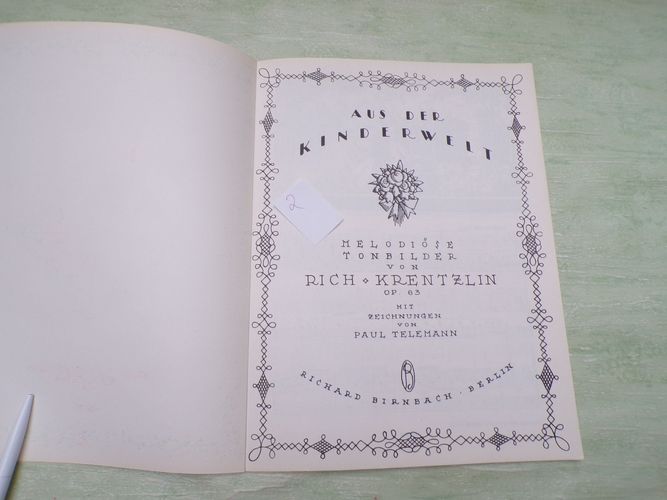 AUS DER
KINDERWELT
2
MELODIÖSE
TONBILDER
VON
RICH KRENTZLIN
OP. 63
MIT
ZEICHNUNGEN
VON
PAUL TELEMANN
B
RICHARD BIRNBACH · BERLIN